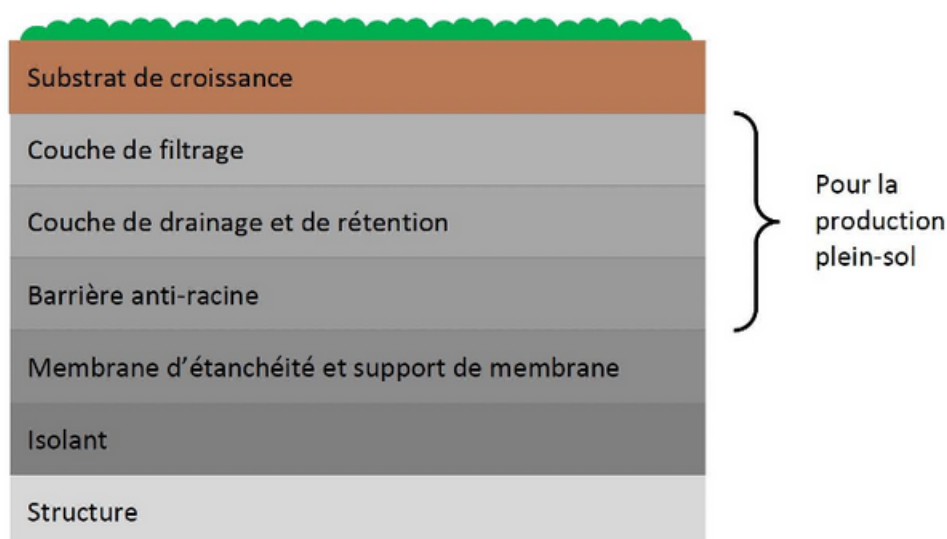 Substrat de croissance
Couche de filtrage
Couche de drainage et de rétention
Barrière anti-racine
Membrane d'étanchéité et support de membrane
Isolant
Structure
Pour la
production
plein-sol